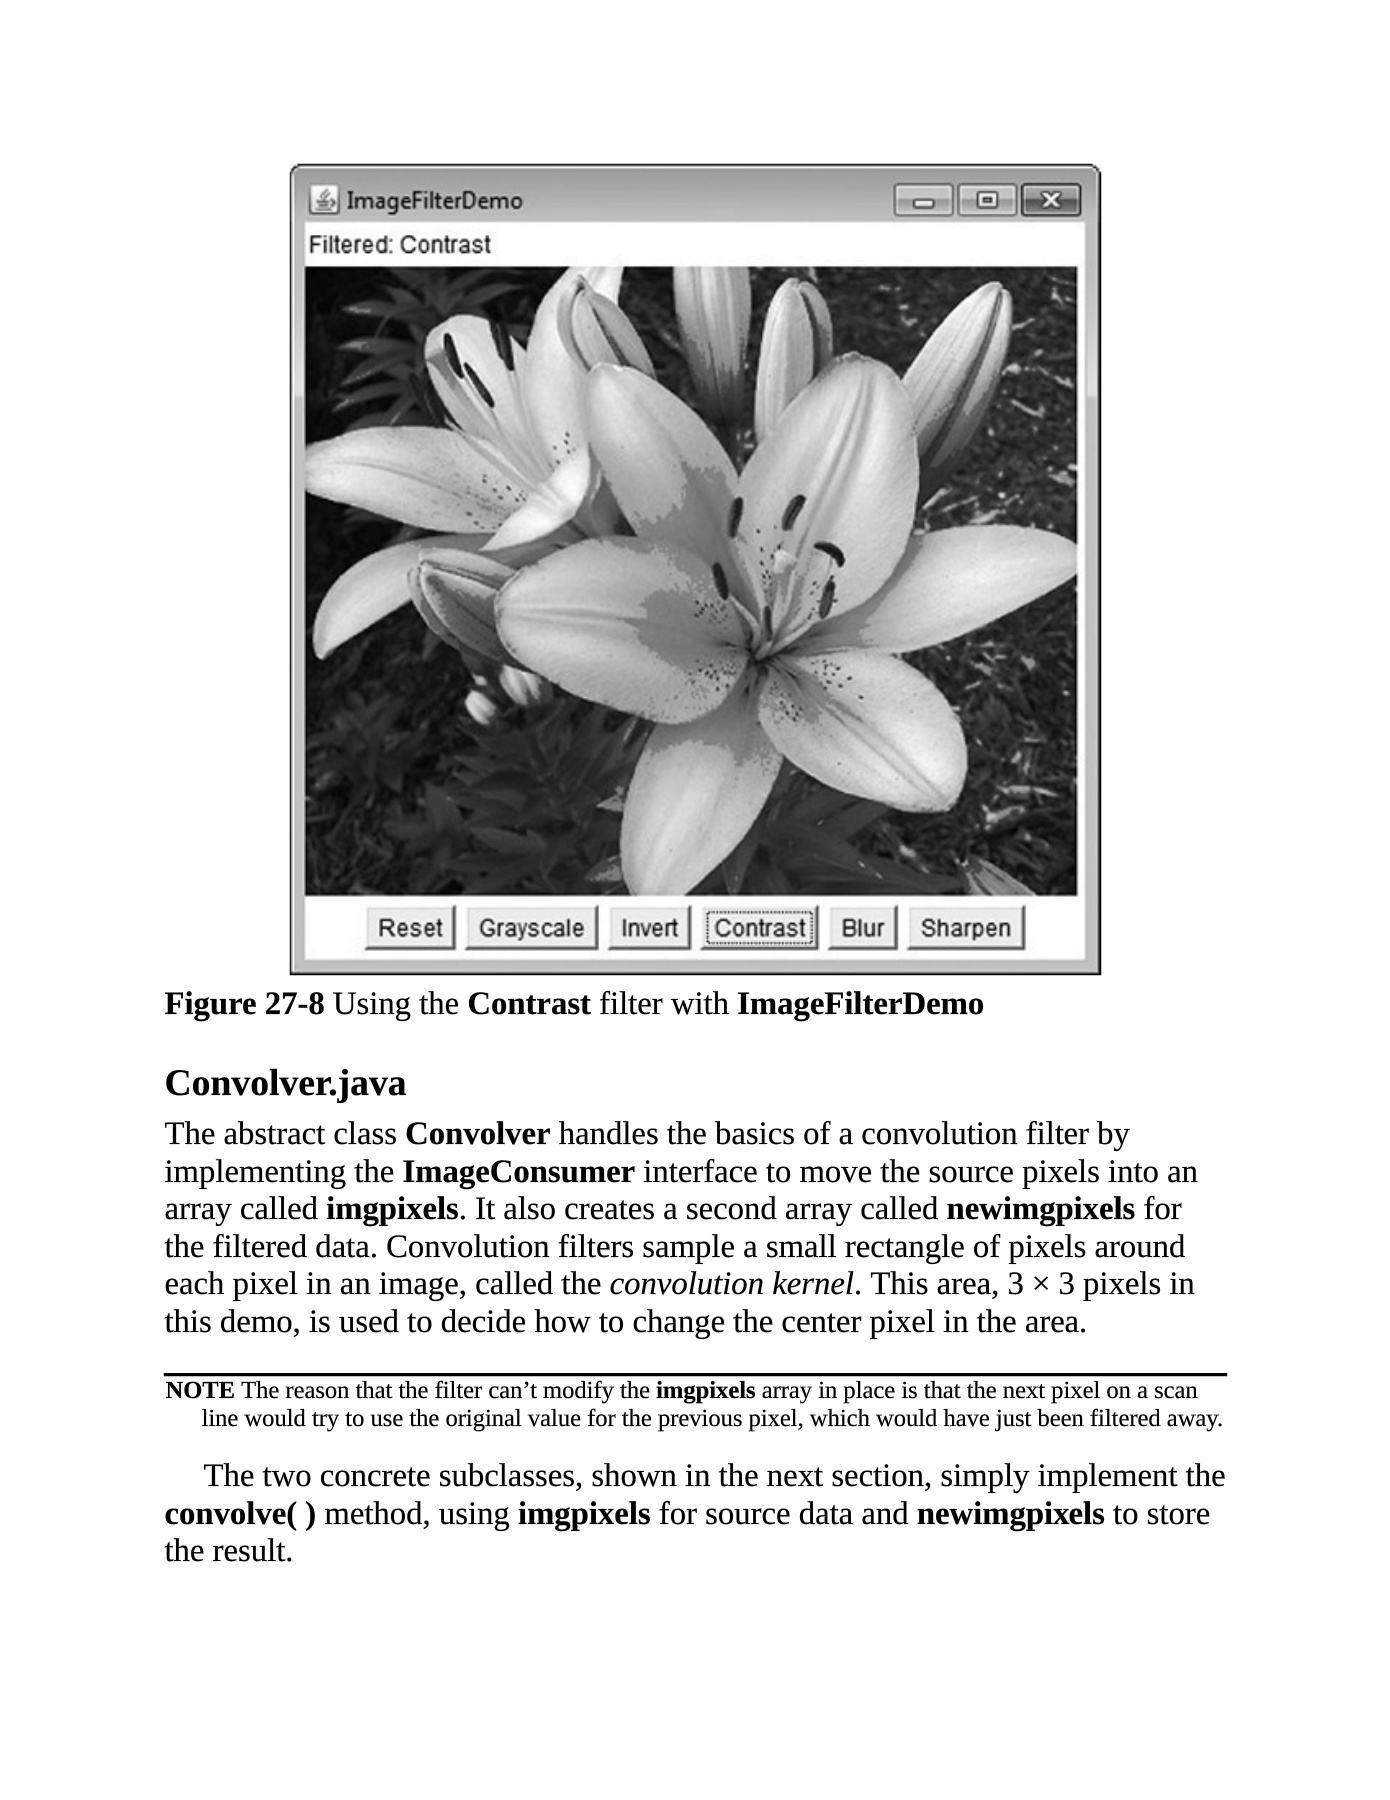 ImageFilterDemo
Filtered: Contrast
Reset Grayscale Invert Contrast Blur Sharpen
Figure 27-8 Using the Contrast filter with ImageFilterDemo
Convolver.java
The abstract class Convolver handles the basics of a convolution filter by
implementing the ImageConsumer interface to move the source pixels into an
array called imgpixels. It also creates a second array called newimgpixels for
the filtered data. Convolution filters sample a small rectangle of pixels around
each pixel in an image, called the convolution kernel. This area, 3 × 3 pixels in
this demo, is used to decide how to change the center pixel in the area.
NOTE The reason that the filter can’t modify the imgpixels array in place is that the next pixel on a scan
line would try to use the original value for the previous pixel, which would have just been filtered away.
The two concrete subclasses, shown in the next section, simply implement the
convolve( ) method, using imgpixels for source data and newimgpixels to store
the result.